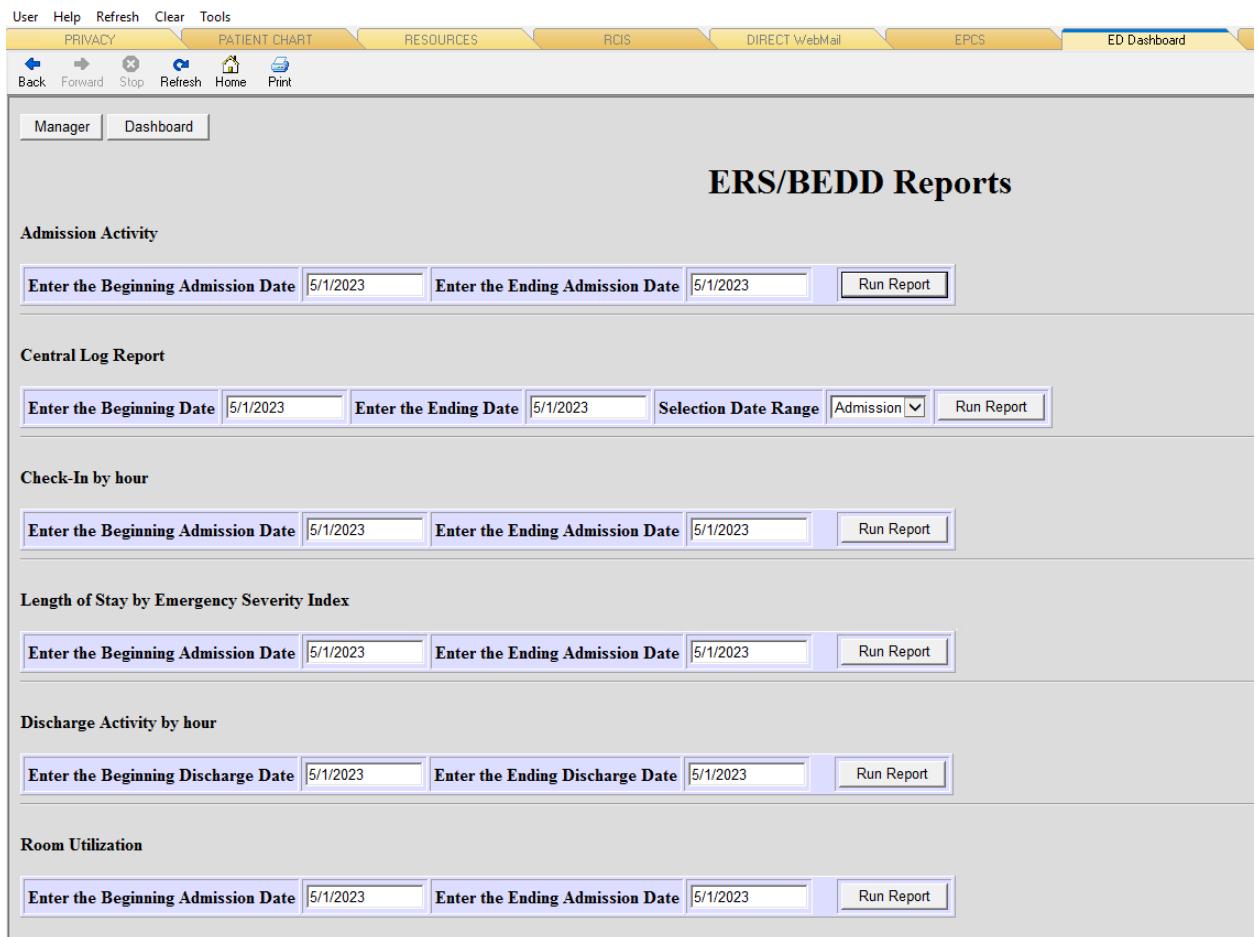 User Help Refresh Clear Tools
PRIVACY PATIENT CHART RESOURCES RCIS DIRECT WebMail EPCS ED Dashboard
Back Forward Stop Refresh Home Print
Manager Dashboard
ERS/BEDD Reports
Admission Activity
Enter the Beginning Admission Date 5/1/2023 Enter the Ending Admission Date 5/1/2023 Run Report
Central Log Report
Enter the Beginning Date 5/1/2023 Enter the Ending Date 5/1/2023 Selection Date Range Admission Run Report
Check-In by hour
Enter the Beginning Admission Date 5/1/2023 Enter the Ending Admission Date 5/1/2023 Run Report
Length of Stay by Emergency Severity Index
Enter the Beginning Admission Date 5/1/2023 Enter the Ending Admission Date 5/1/2023 Run Report
Discharge Activity by hour
Enter the Beginning Discharge Date 5/1/2023 Enter the Ending Discharge Date 5/1/2023 Run Report
Room Utilization
Enter the Beginning Admission Date 5/1/2023 Enter the Ending Admission Date 5/1/2023 Run Report